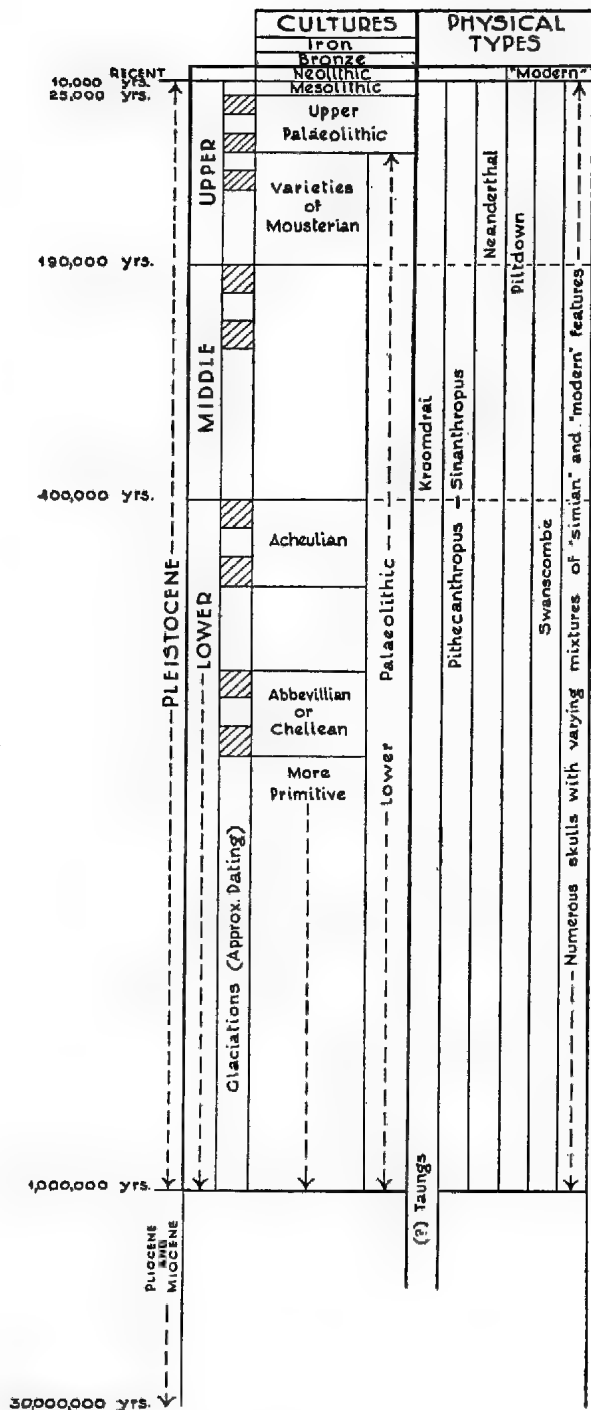 CULTURES
Iron
Bronze
Neolithic
Mesolithic
PHYSICAL
TYPES
"Modern"
RECENT
10,000 yrs.
25,000 yrs.
Upper
Palaeolithic
UPPER
Varieties
of
Mousterian
Neanderthal
Piltdown
190,000 yrs.
MIDDLE
Kroomdrai
400,000 yrs.
PLEISTOCENE
LOWER
Acheulian
Lower Palaeolithic
Pithecanthropus - Sinanthropus
Swanscombe
Numerous skulls with varying mixtures of "simian" and "modern" features
Abbevillian
or
Chellean
More
Primitive
Glaciations (Approx. Dating)
1,000,000 yrs.
(?) Taungs
PLIOCENE
AND
MIOCENE
30,000,000 yrs.